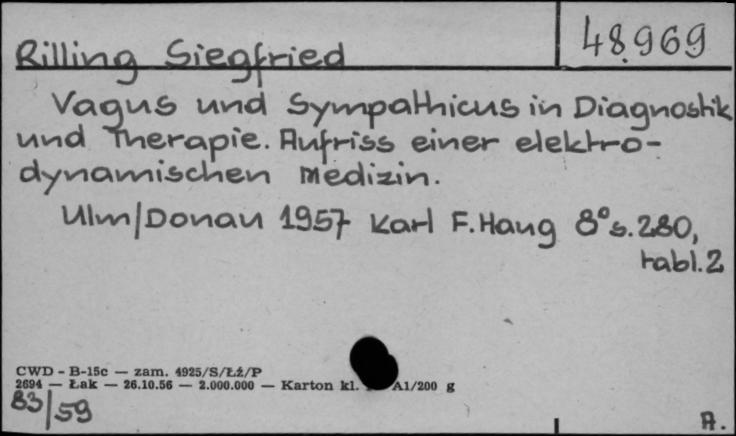 Rilling Siegfried
48969
Vagus und Sympathicus in Diagnostik
und Therapie. Aufriss einer elektro-
dynamischen Medizin.
Ulm/Donau 1957 Karl F. Haug 8° s. 280,
tabl. 2
CWD - B-15c — zam. 4925/S/Łż/P
2694 — Łak — 26.10.56 — 2.000.000 — Karton kl. A1/200 g
83/59
A.